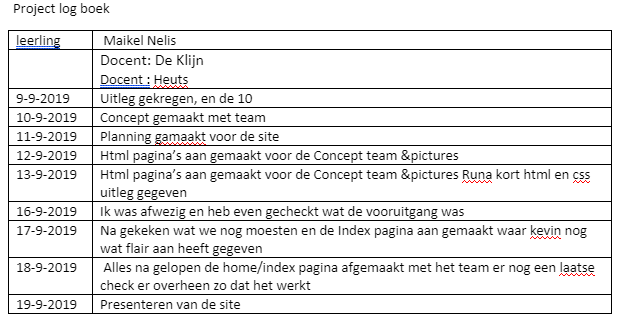 Project log boek
leerling Maikel Nelis
Docent: De Klijn
Docent : Heuts
9-9-2019 Uitleg gekregen, en de 10
10-9-2019 Concept gemaakt met team
11-9-2019 Planning gamaakt voor de site
12-9-2019 Html pagina’s aan gemaakt voor de Concept team &pictures
13-9-2019 Html pagina’s aan gemaakt voor de Concept team &pictures Runa kort html en css
uitleg gegeven
16-9-2019 Ik was afwezig en heb even gecheckt wat de vooruitgang was
17-9-2019 Na gekeken wat we nog moesten en de Index pagina aan gemaakt waar kevin nog
wat flair aan heeft gegeven
18-9-2019 Alles na gelopen de home/index pagina afgemaakt met het team er nog een laatse
check er overheen zo dat het werkt
19-9-2019 Presenteren van de site